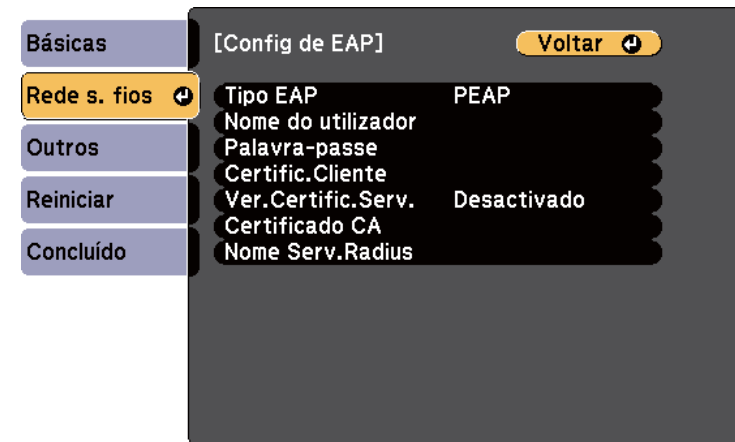 Básicas
Rede s. fios
Outros
Reiniciar
Concluído
[Config de EAP]
Voltar
Tipo EAP PEAP
Nome do utilizador
Palavra-passe
Certific.Cliente
Ver.Certific.Serv. Desactivado
Certificado CA
Nome Serv.Radius